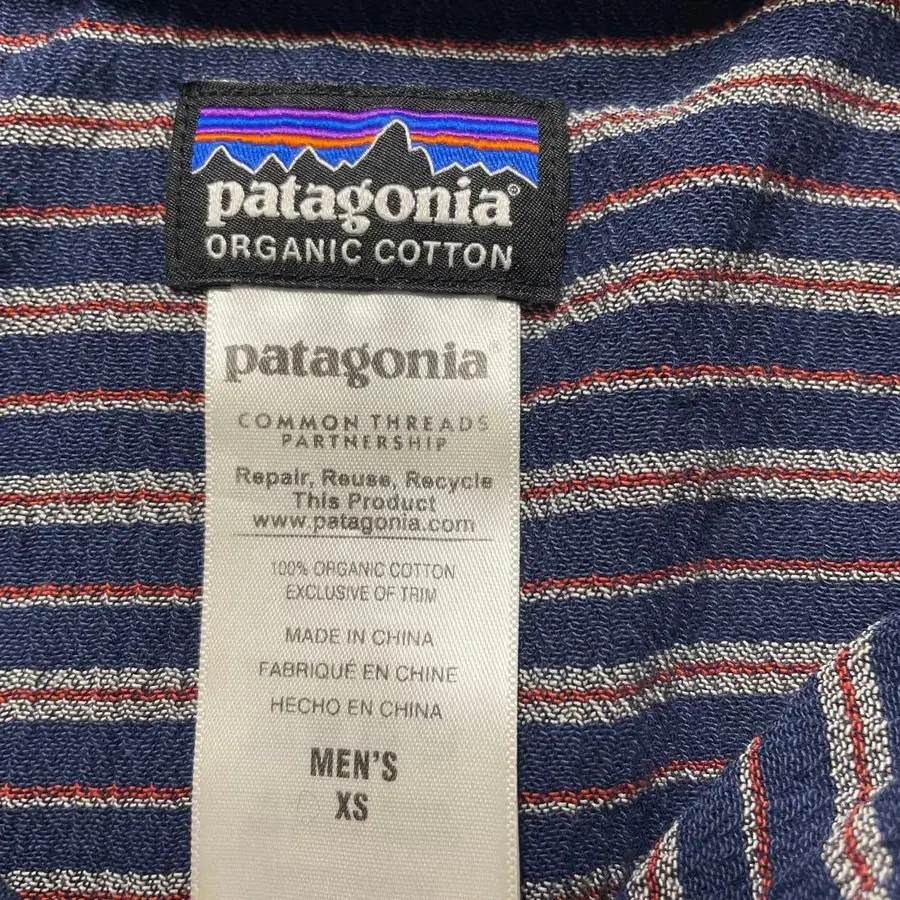 patagonia®
ORGANIC COTTON
patagonia®
COMMON THREADS
PARTNERSHIP
Repair, Reuse, Recycle
This Product
www.patagonia.com
100% ORGANIC COTTON
EXCLUSIVE OF TRIM
MADE IN CHINA
FABRIQUÉ EN CHINE
HECHO EN CHINA
MEN'S
XS